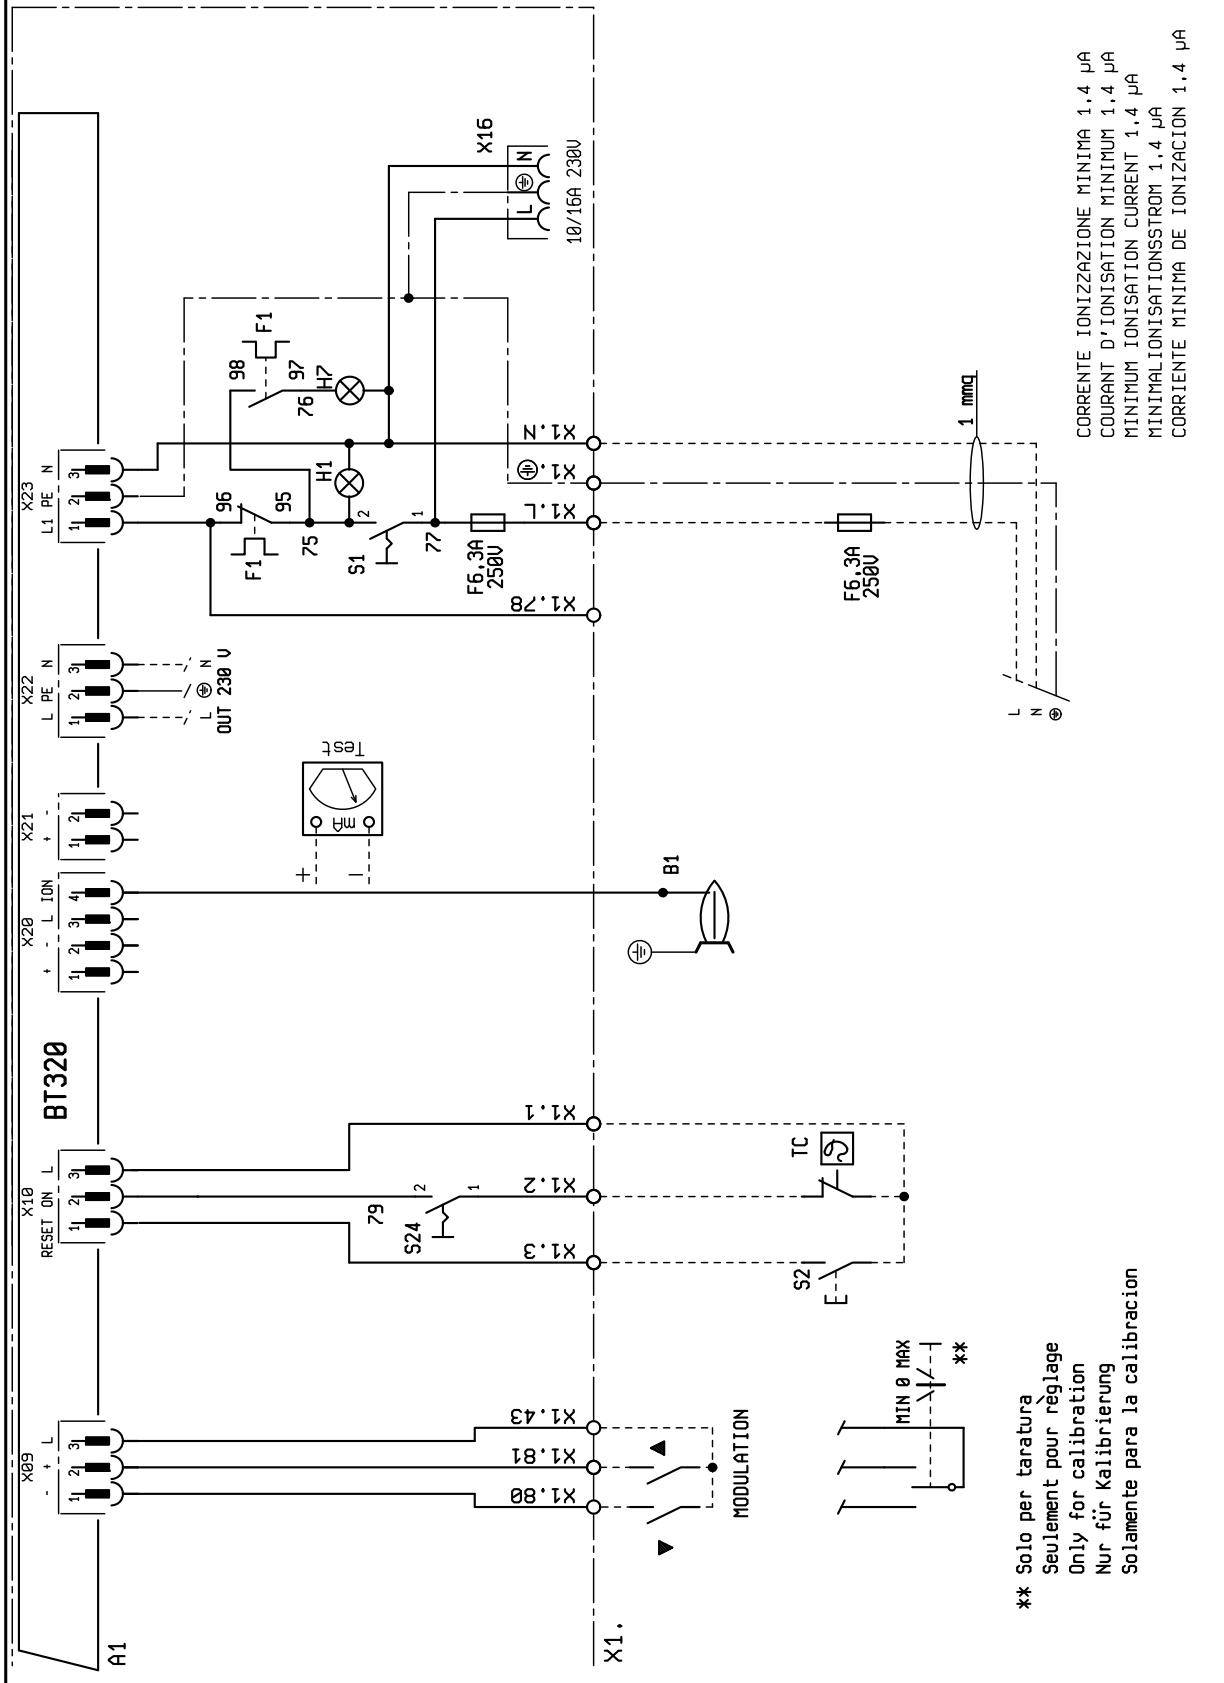 A1
BT320
X09
- + L
1 2 3
X10
RESET ON L
1 2 3
X20
+ - L ION
1 2 3 4
X21
+ -
1 2
X22
L PE N
1 2 3
L N
OUT 230 V
X23
L1 PE N
1 2 3
+ -
mA
Test
F1
96
95
75
98
F1
97
76
H7
H1
S1
2
1
77
F6,3A
250V
X16
L N
10/16A 230V
79
S24
2
1
X1.
X1.80
X1.81
X1.43
X1.3
X1.2
X1.1
X1.78
X1.L
X1.
X1.N
B1
MODULATION
S2
TC
F6,3A
250V
1 mmq
L
N
MIN 0 MAX
**
** Solo per taratura
Seulement pour règlage
Only for calibration
Nur für Kalibrierung
Solamente para la calibracion
CORRENTE IONIZZAZIONE MINIMA 1,4 µA
COURANT D'IONISATION MINIMUM 1,4 µA
MINIMUM IONISATION CURRENT 1,4 µA
MINIMALIONISATIONSSTROM 1,4 µA
CORRIENTE MINIMA DE IONIZACION 1,4 µA